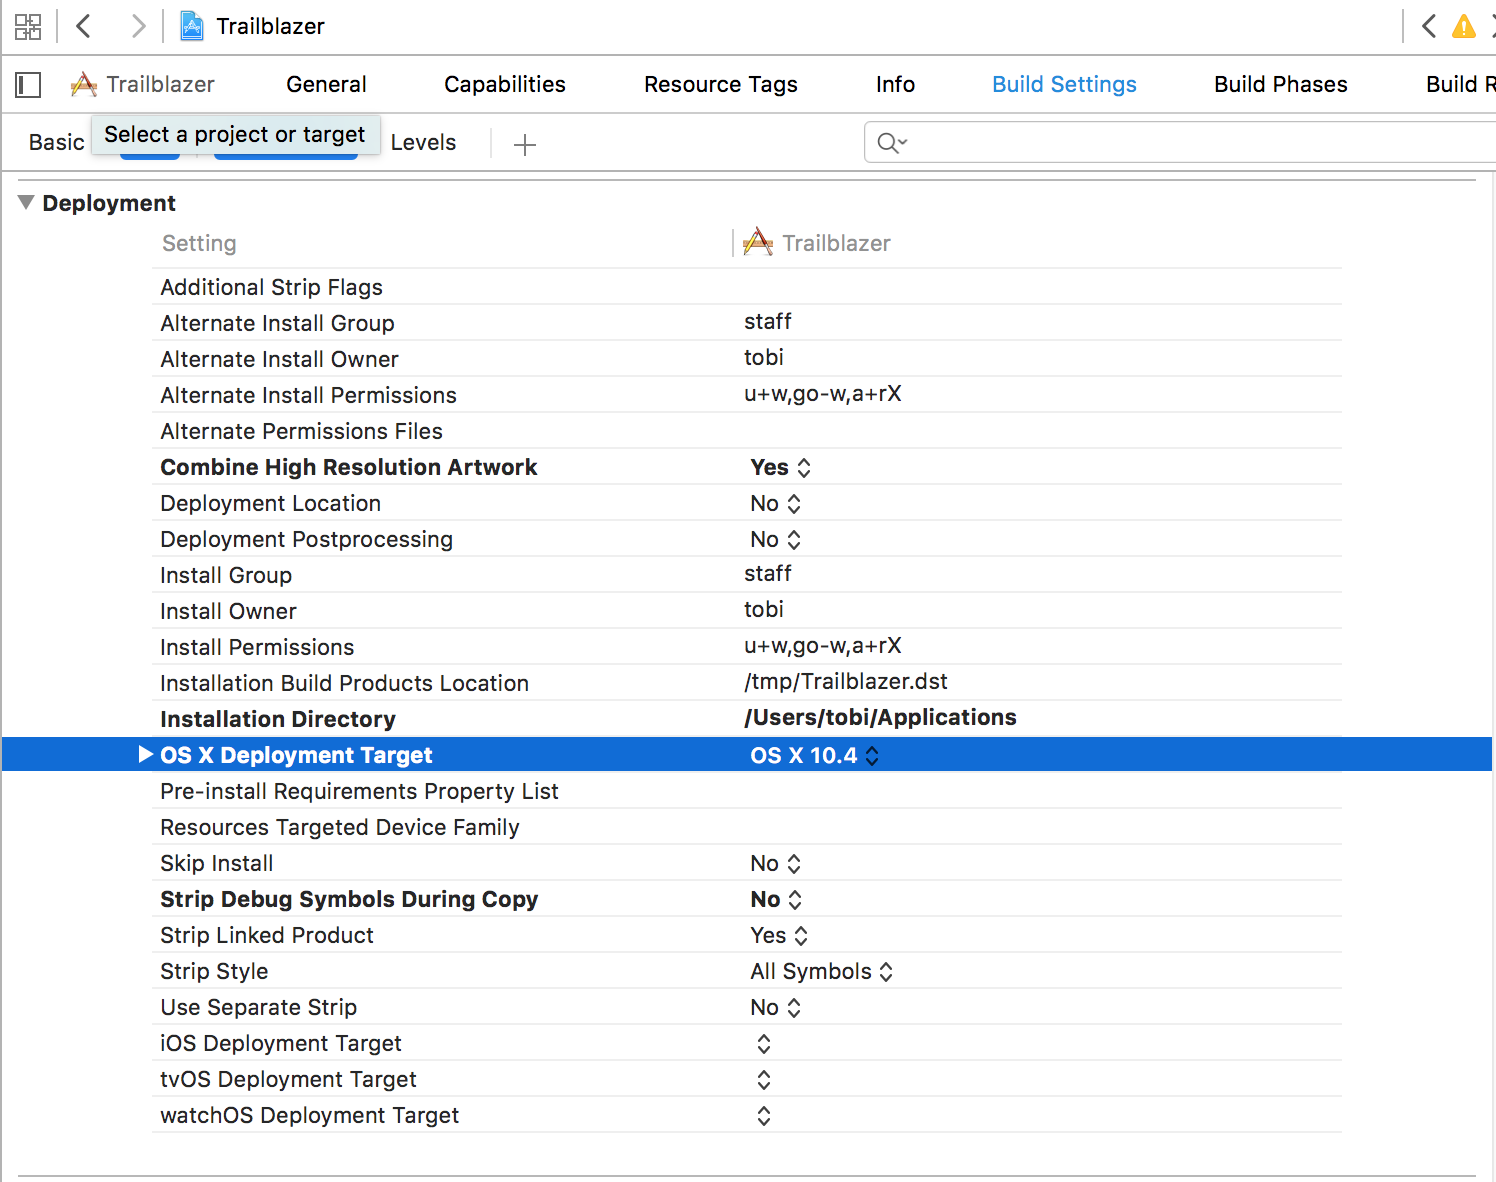 Trailblazer
Trailblazer General Capabilities Resource Tags Info Build Settings Build Phases Build R
Basic Select a project or target Levels
Deployment
Setting Trailblazer
Additional Strip Flags
Alternate Install Group staff
Alternate Install Owner tobi
Alternate Install Permissions u+w,go-w,a+rX
Alternate Permissions Files
Combine High Resolution Artwork Yes
Deployment Location No
Deployment Postprocessing No
Install Group staff
Install Owner tobi
Install Permissions u+w,go-w,a+rX
Installation Build Products Location /tmp/Trailblazer.dst
Installation Directory /Users/tobi/Applications
OS X Deployment Target OS X 10.4
Pre-install Requirements Property List
Resources Targeted Device Family
Skip Install No
Strip Debug Symbols During Copy No
Strip Linked Product Yes
Strip Style All Symbols
Use Separate Strip No
iOS Deployment Target
tvOS Deployment Target
watchOS Deployment Target